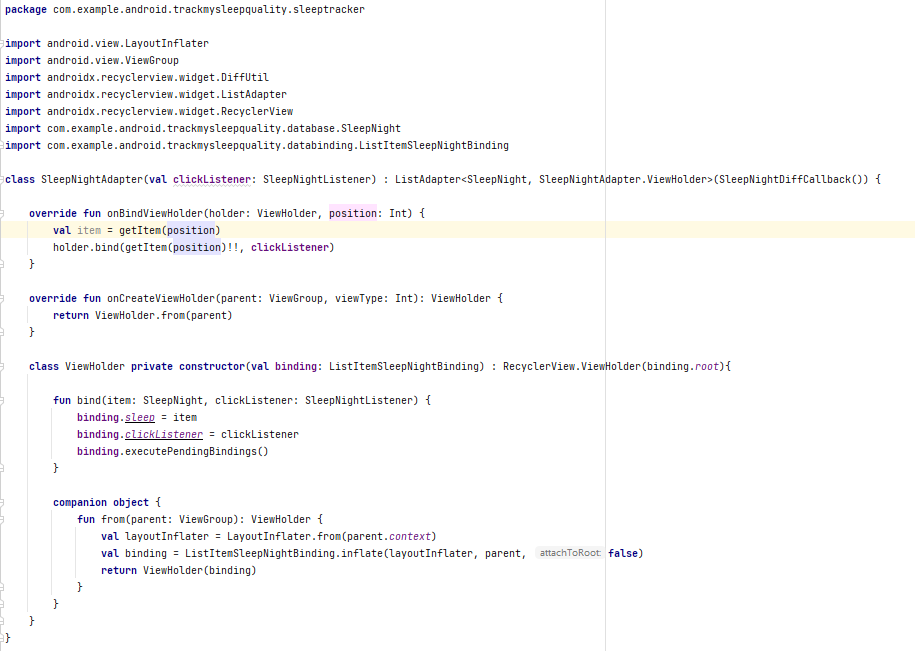 package com.example.android.trackmysleepquality.sleeptracker
import android.view.LayoutInflater
import android.view.ViewGroup
import androidx.recyclerview.widget.DiffUtil
import androidx.recyclerview.widget.ListAdapter
import androidx.recyclerview.widget.RecyclerView
import com.example.android.trackmysleepquality.database.SleepNight
import com.example.android.trackmysleepquality.databinding.ListItemSleepNightBinding
class SleepNightAdapter(val clickListener: SleepNightListener) : ListAdapter<SleepNight, SleepNightAdapter.ViewHolder>(SleepNightDiffCallback()) {
override fun onBindViewHolder(holder: ViewHolder, position: Int) {
val item = getItem(position)
holder.bind(getItem(position)!!, clickListener)
}
override fun onCreateViewHolder(parent: ViewGroup, viewType: Int): ViewHolder {
return ViewHolder.from(parent)
}
class ViewHolder private constructor(val binding: ListItemSleepNightBinding) : RecyclerView.ViewHolder(binding.root){
fun bind(item: SleepNight, clickListener: SleepNightListener) {
binding.sleep = item
binding.clickListener = clickListener
binding.executePendingBindings()
}
companion object {
fun from(parent: ViewGroup): ViewHolder {
val layoutInflater = LayoutInflater.from(parent.context)
val binding = ListItemSleepNightBinding.inflate(layoutInflater, parent, attachToRoot: false)
return ViewHolder(binding)
}
}
}
}